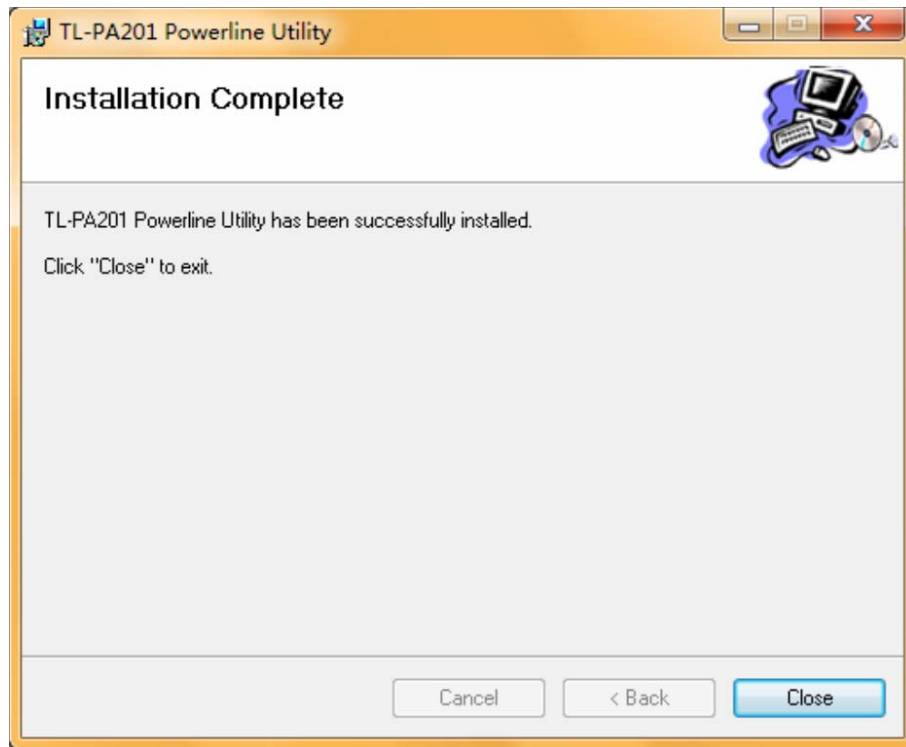 TL-PA201 Powerline Utility
Installation Complete
TL-PA201 Powerline Utility has been successfully installed.
Click "Close" to exit.
Cancel
< Back
Close